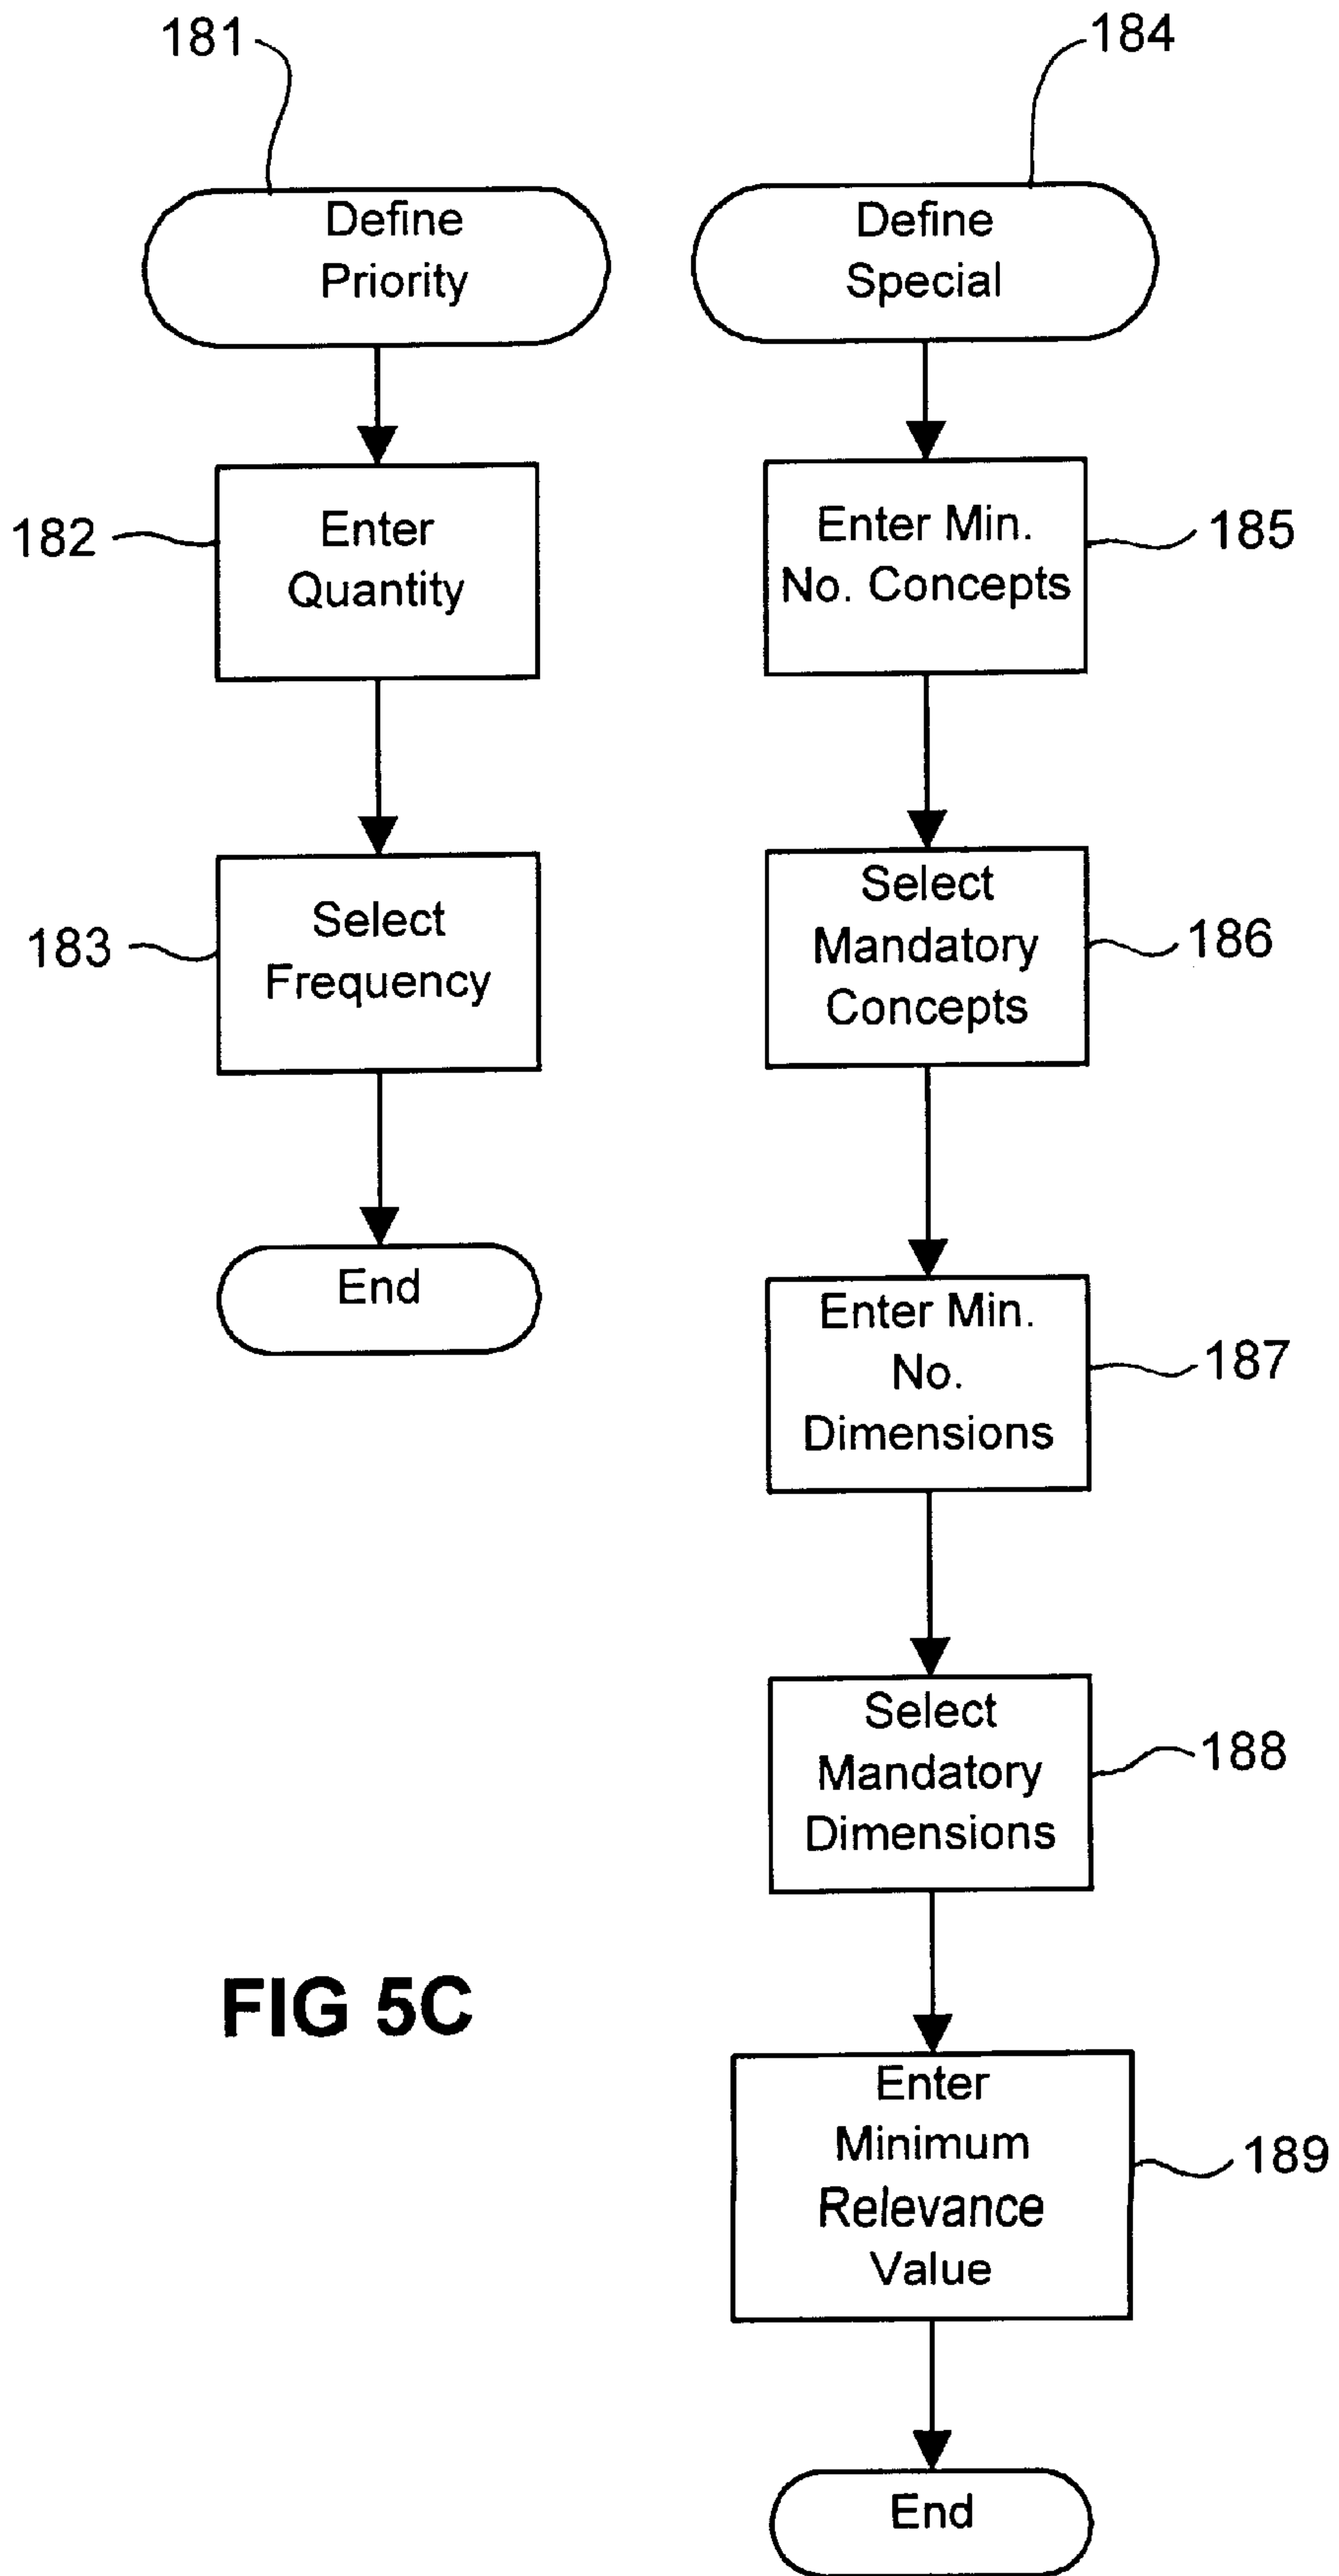 181
Define
Priority
182
Enter
Quantity
183
Select
Frequency
End
184
Define
Special
Enter Min.
No. Concepts
185
Select
Mandatory
Concepts
186
Enter Min.
No.
Dimensions
187
Select
Mandatory
Dimensions
188
Enter
Minimum
Relevance
Value
189
End
FIG 5C